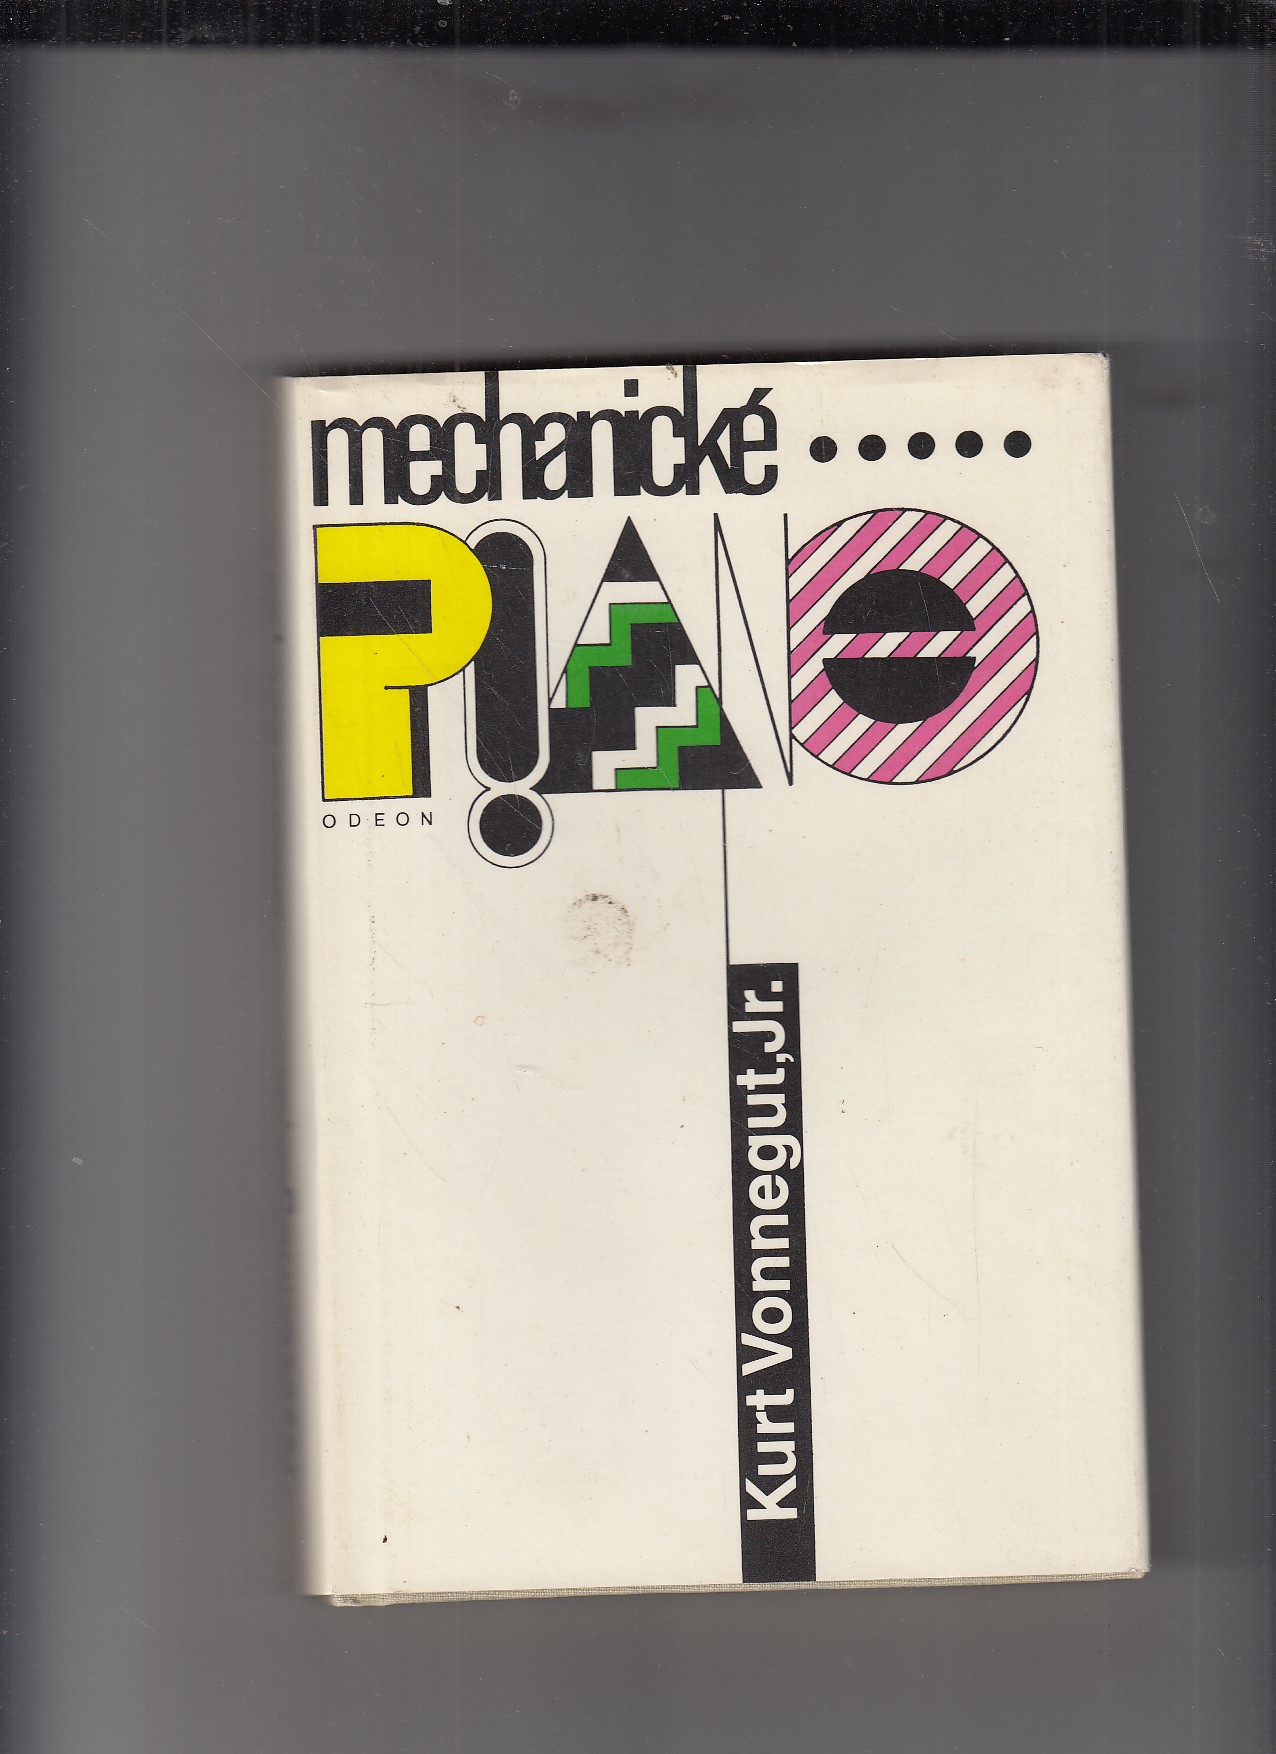 mechanické •••••
PIANO
ODEON
Kurt Vonnegut, Jr.